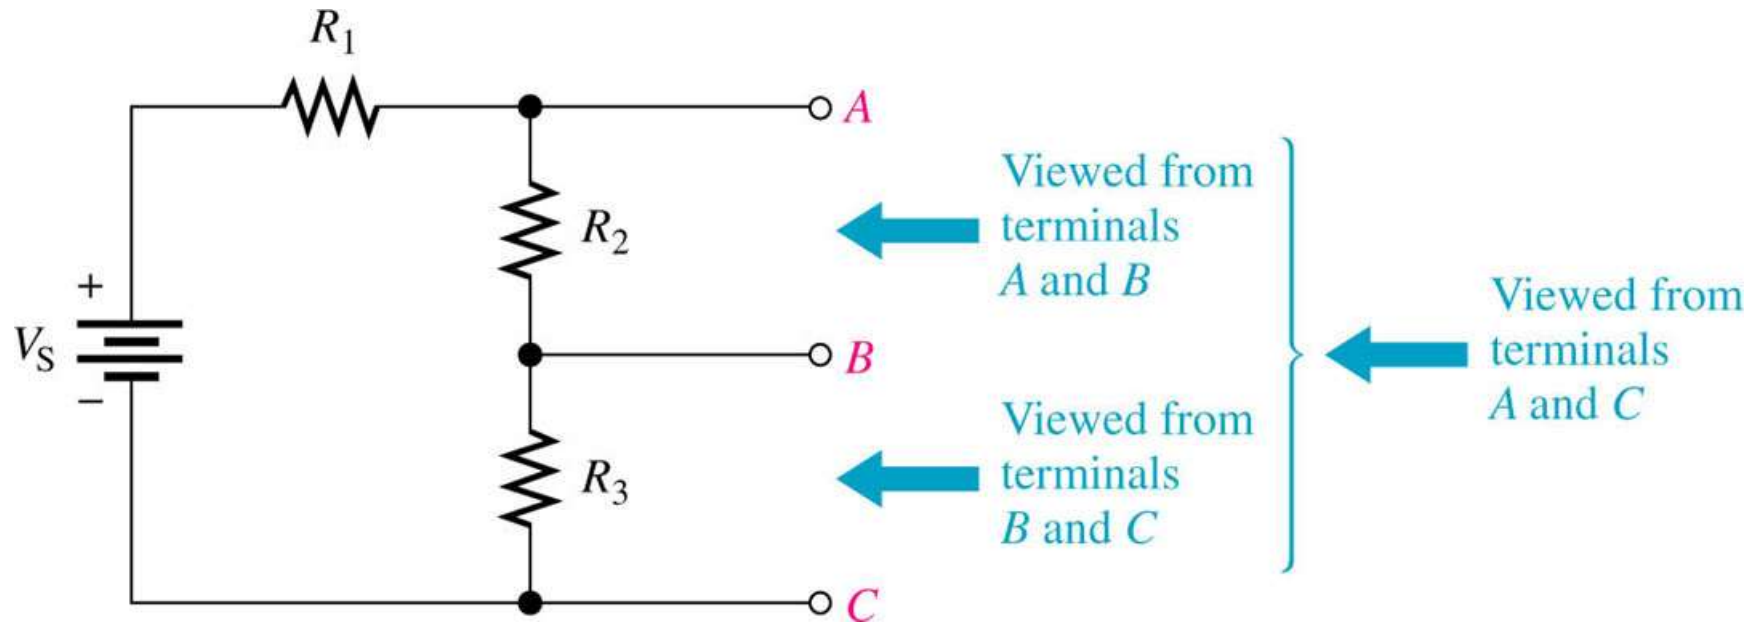 R1
A
Viewed from
terminals
A and B
R2
+
VS
−
B
Viewed from
terminals
A and C
Viewed from
terminals
B and C
R3
C